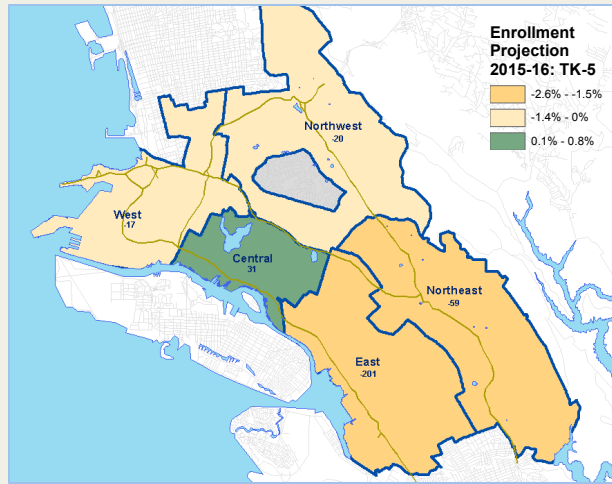 Enrollment
Projection
2015-16: TK-5
-2.6% - -1.5%
-1.4% - 0%
0.1% - 0.8%
Northwest
-20
West
-17
Central
31
Northeast
-59
East
-201